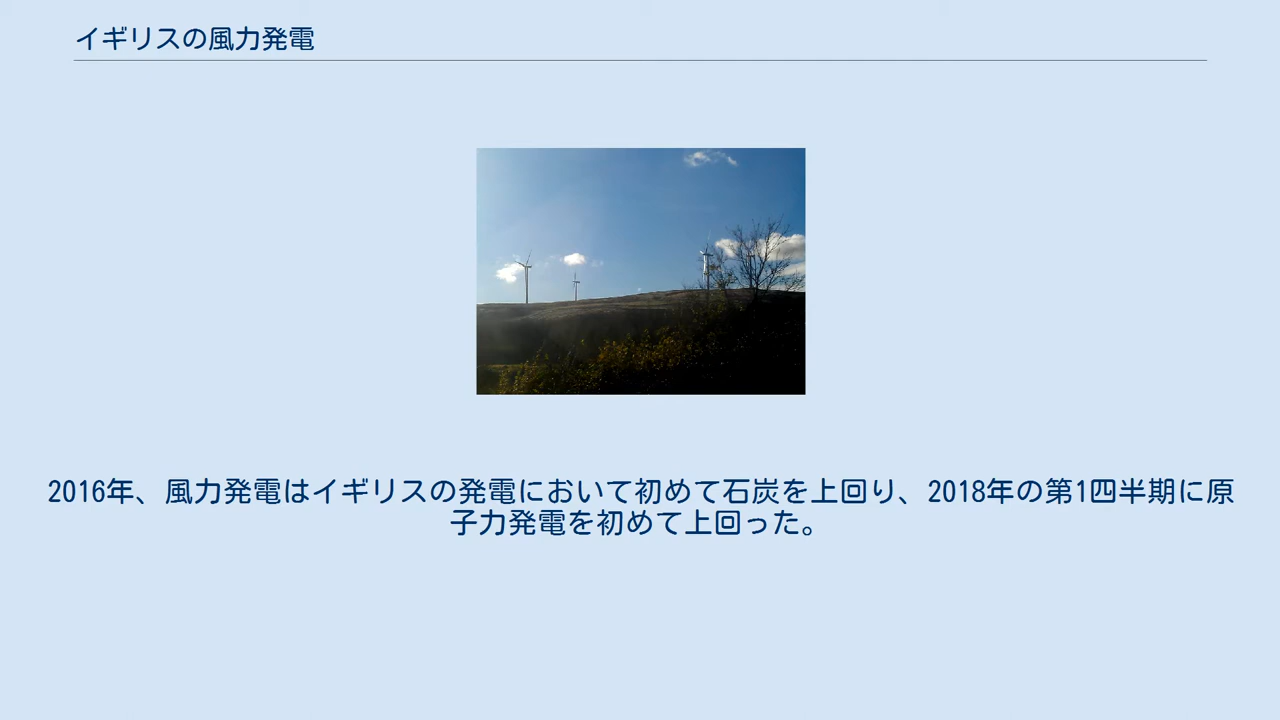 イギリスの風力発電
2016年、風力発電はイギリスの発電において初めて石炭を上回り、2018年の第1四半期に原
子力発電を初めて上回った。